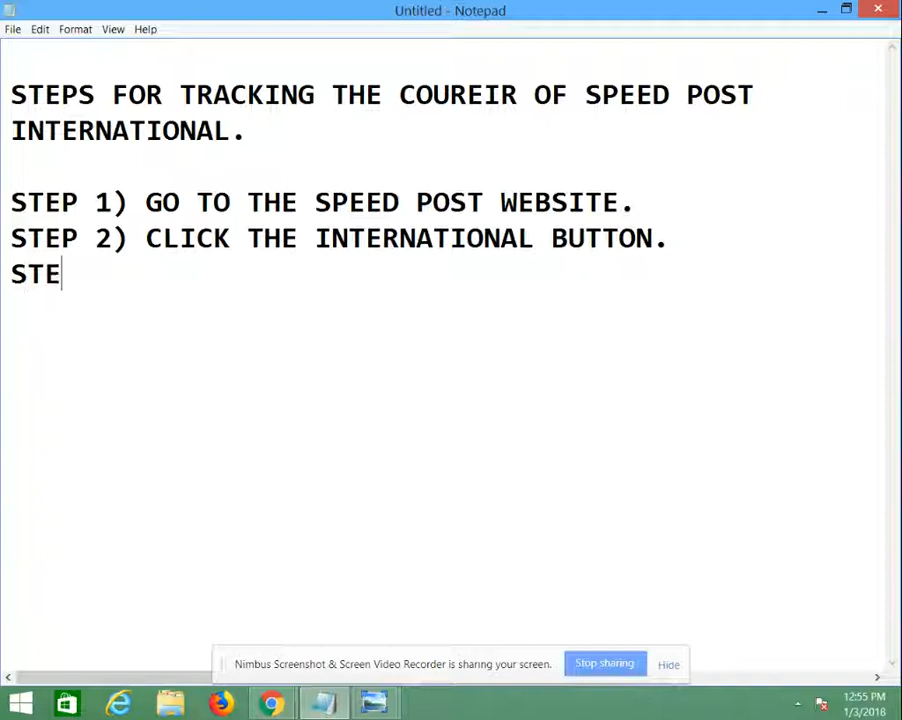 Untitled - Notepad
File Edit Format View Help
STEPS FOR TRACKING THE COUREIR OF SPEED POST
INTERNATIONAL.
STEP 1) GO TO THE SPEED POST WEBSITE.
STEP 2) CLICK THE INTERNATIONAL BUTTON.
STE
Nimbus Screenshot & Screen Video Recorder is sharing your screen. Stop sharing Hide
12:55 PM
1/3/2018